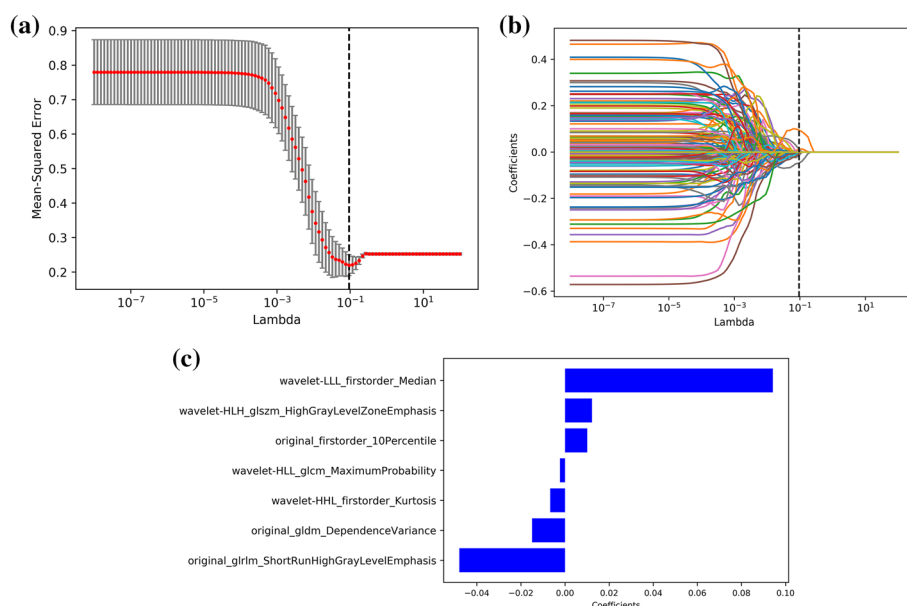 (a)
0.9
0.8
0.7
0.6
0.5
0.4
0.3
0.2
Mean-Squared Error
10⁻⁷
10⁻⁵
10⁻³
10⁻¹
10¹
Lambda
(b)
0.4
0.2
0.0
−0.2
−0.4
−0.6
Coefficients
10⁻⁷
10⁻⁵
10⁻³
10⁻¹
10¹
Lambda
(c)
wavelet-LLL_firstorder_Median
wavelet-HLH_glszm_HighGrayLevelZoneEmphasis
original_firstorder_10Percentile
wavelet-HLL_glcm_MaximumProbability
wavelet-HHL_firstorder_Kurtosis
original_gldm_DependenceVariance
original_glrlm_ShortRunHighGrayLevelEmphasis
−0.04 −0.02 0.00 0.02 0.04 0.06 0.08 0.10
Coefficients